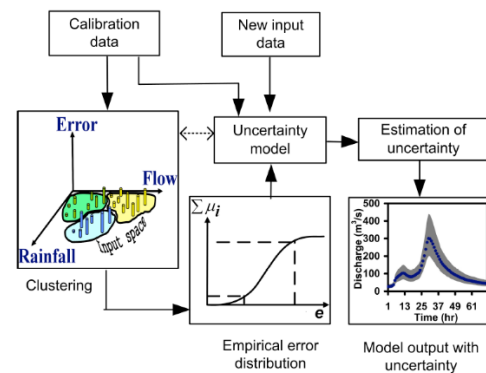 Calibration
data
New input
data
Error
Flow
Rainfall
Input space
Clustering
Uncertainty
model
Estimation of
uncertainty
∑ μi
e
Empirical error
distribution
Discharge (m³/s)
500
400
300
200
100
0
1 13 25 37 49 61
Time (hr)
Model output with
uncertainty